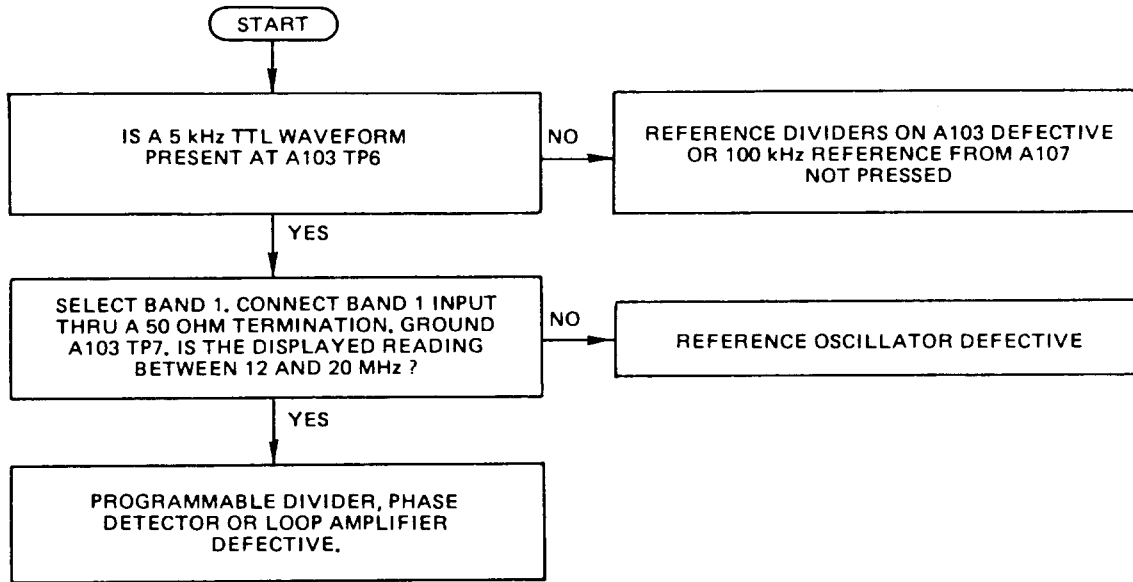 START
IS A 5 kHz TTL WAVEFORM
PRESENT AT A103 TP6
NO
REFERENCE DIVIDERS ON A103 DEFECTIVE
OR 100 kHz REFERENCE FROM A107
NOT PRESSED
YES
SELECT BAND 1. CONNECT BAND 1 INPUT
THRU A 50 OHM TERMINATION. GROUND
A103 TP7. IS THE DISPLAYED READING
BETWEEN 12 AND 20 MHz ?
NO
REFERENCE OSCILLATOR DEFECTIVE
YES
PROGRAMMABLE DIVIDER, PHASE
DETECTOR OR LOOP AMPLIFIER
DEFECTIVE.